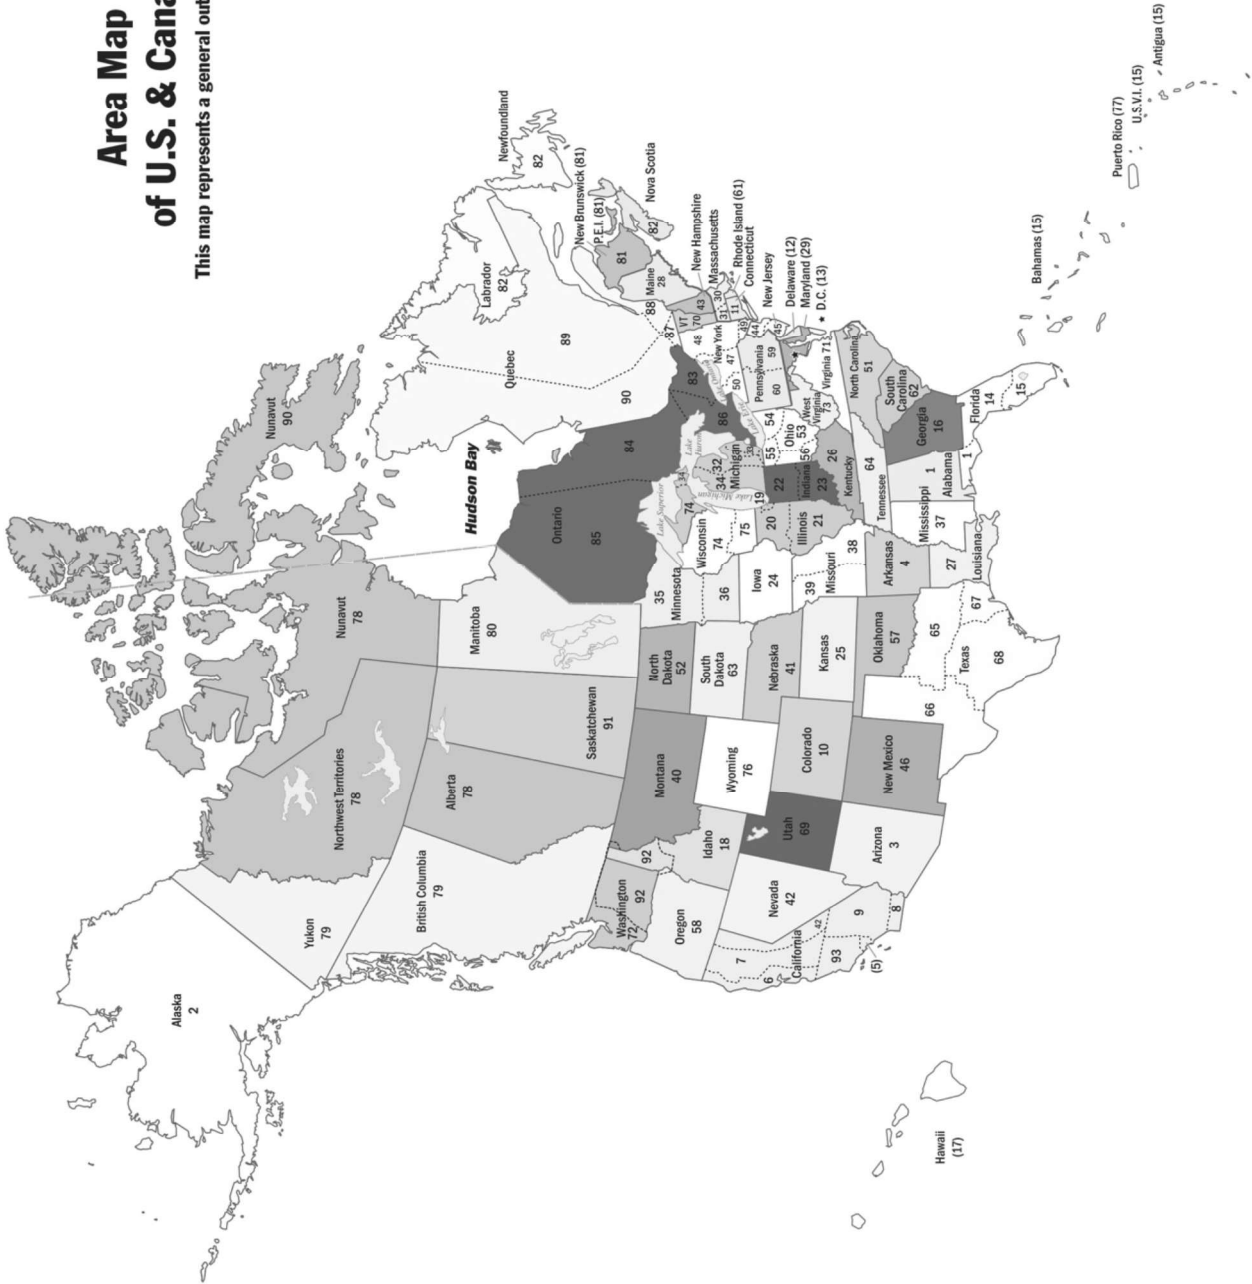 Area Map
of U.S. & Cana
This map represents a general out
Alaska
2
Yukon
79
Northwest Territories
78
Nunavut
78
Nunavut
90
British Columbia
79
Alberta
78
Saskatchewan
91
Manitoba
80
Hudson Bay
Ontario
85
84
83
86
Quebec
90
89
88
87
Labrador
82
Newfoundland
82
New Brunswick (81)
P.E.I. (81)
81
Nova Scotia
82
Washington
72
92
92
Oregon
58
Idaho
18
Montana
40
Wyoming
76
North
Dakota
52
South
Dakota
63
Nebraska
41
Kansas
25
Oklahoma
57
Texas
65
66
67
68
New Mexico
46
Colorado
10
Utah
69
Arizona
3
Nevada
42
California
42
6
7
9
93
8
(5)
Minnesota
35
36
Iowa
24
Missouri
39
38
Arkansas
4
Louisiana
27
Wisconsin
74
74
75
Lake Superior
Lake Michigan
Lake
Huron
Lake Erie
Michigan
34
34
32
33
Illinois
19
20
21
Indiana
22
23
Ohio
53
54
55
56
Kentucky
26
Tennessee
64
Mississippi
37
Alabama
1
1
Georgia
16
Florida
14
15
South
Carolina
62
North Carolina
51
Virginia 71
West
Virginia
73
Pennsylvania
59
60
New York
47
48
49
50
44
45
VT
70
43
Maine
28
30
31
11
New Hampshire
Massachusetts
Rhode Island (61)
Connecticut
New Jersey
Delaware (12)
Maryland (29)
* D.C. (13)
Hawaii
(17)
Bahamas (15)
Puerto Rico (77)
U.S.V.I. (15)
Antigua (15)